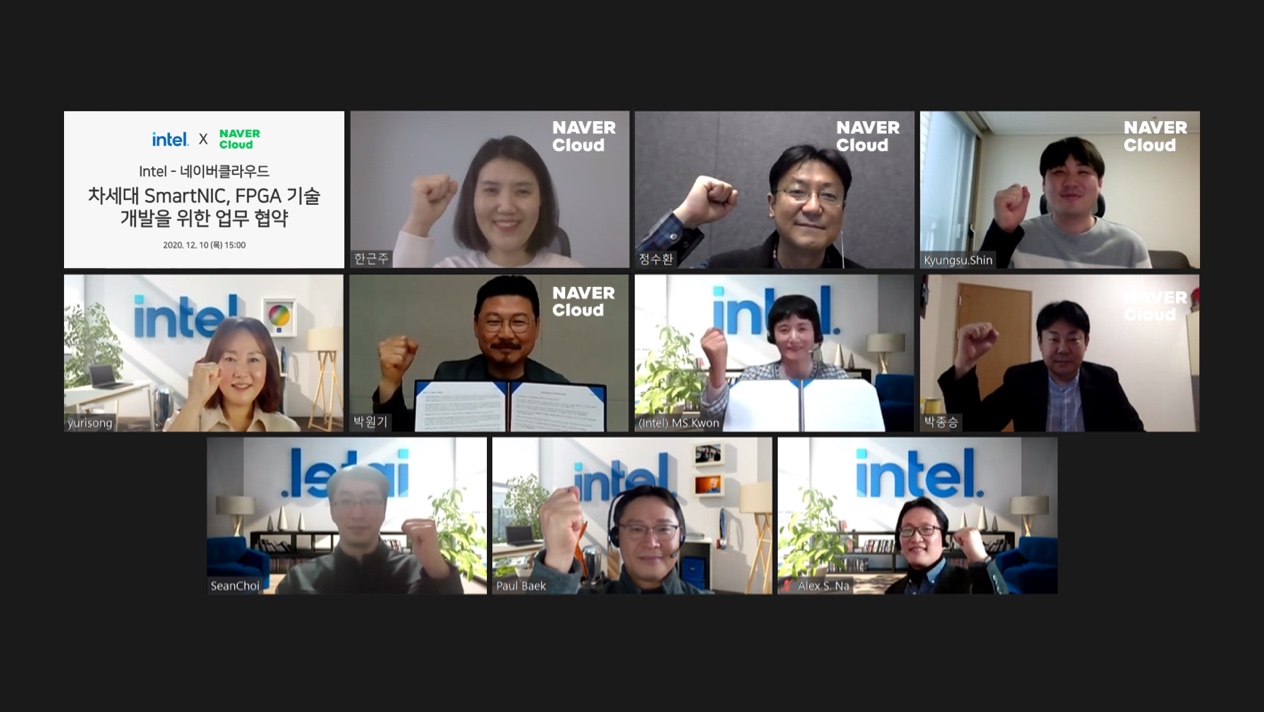 intel. X NAVER Cloud
Intel - 네이버클라우드
차세대 SmartNIC, FPGA 기술
개발을 위한 업무 협약
2020. 12. 10 (목) 15:00
NAVER
Cloud
한근주
NAVER
Cloud
정수환
NAVER
Cloud
Kyungsu.Shin
intel
yurisong
NAVER
Cloud
박원기
intel.
(Intel) MS Kwon
NAVER
Cloud
박종승
SeanChoi
intel.
Paul Baek
intel.
Alex S. Na